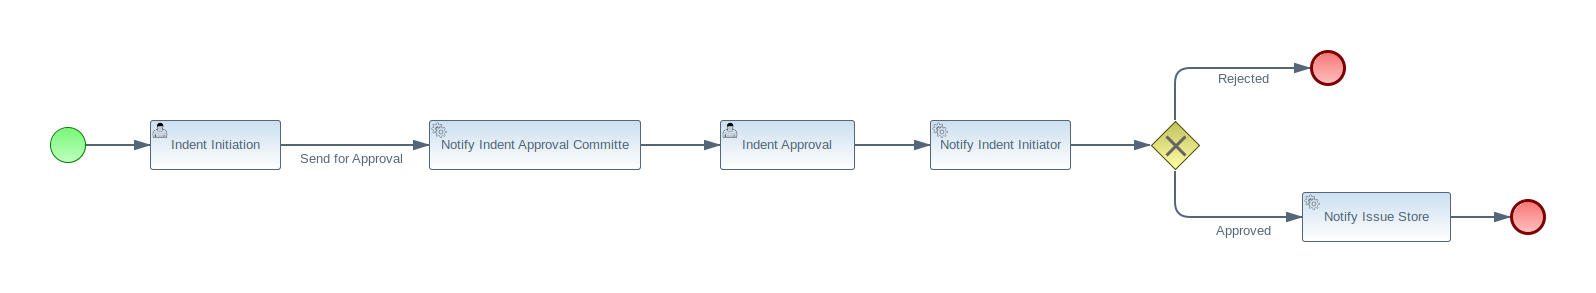 Indent Initiation
Send for Approval
Notify Indent Approval Committe
Indent Approval
Notify Indent Initiator
Rejected
Approved
Notify Issue Store